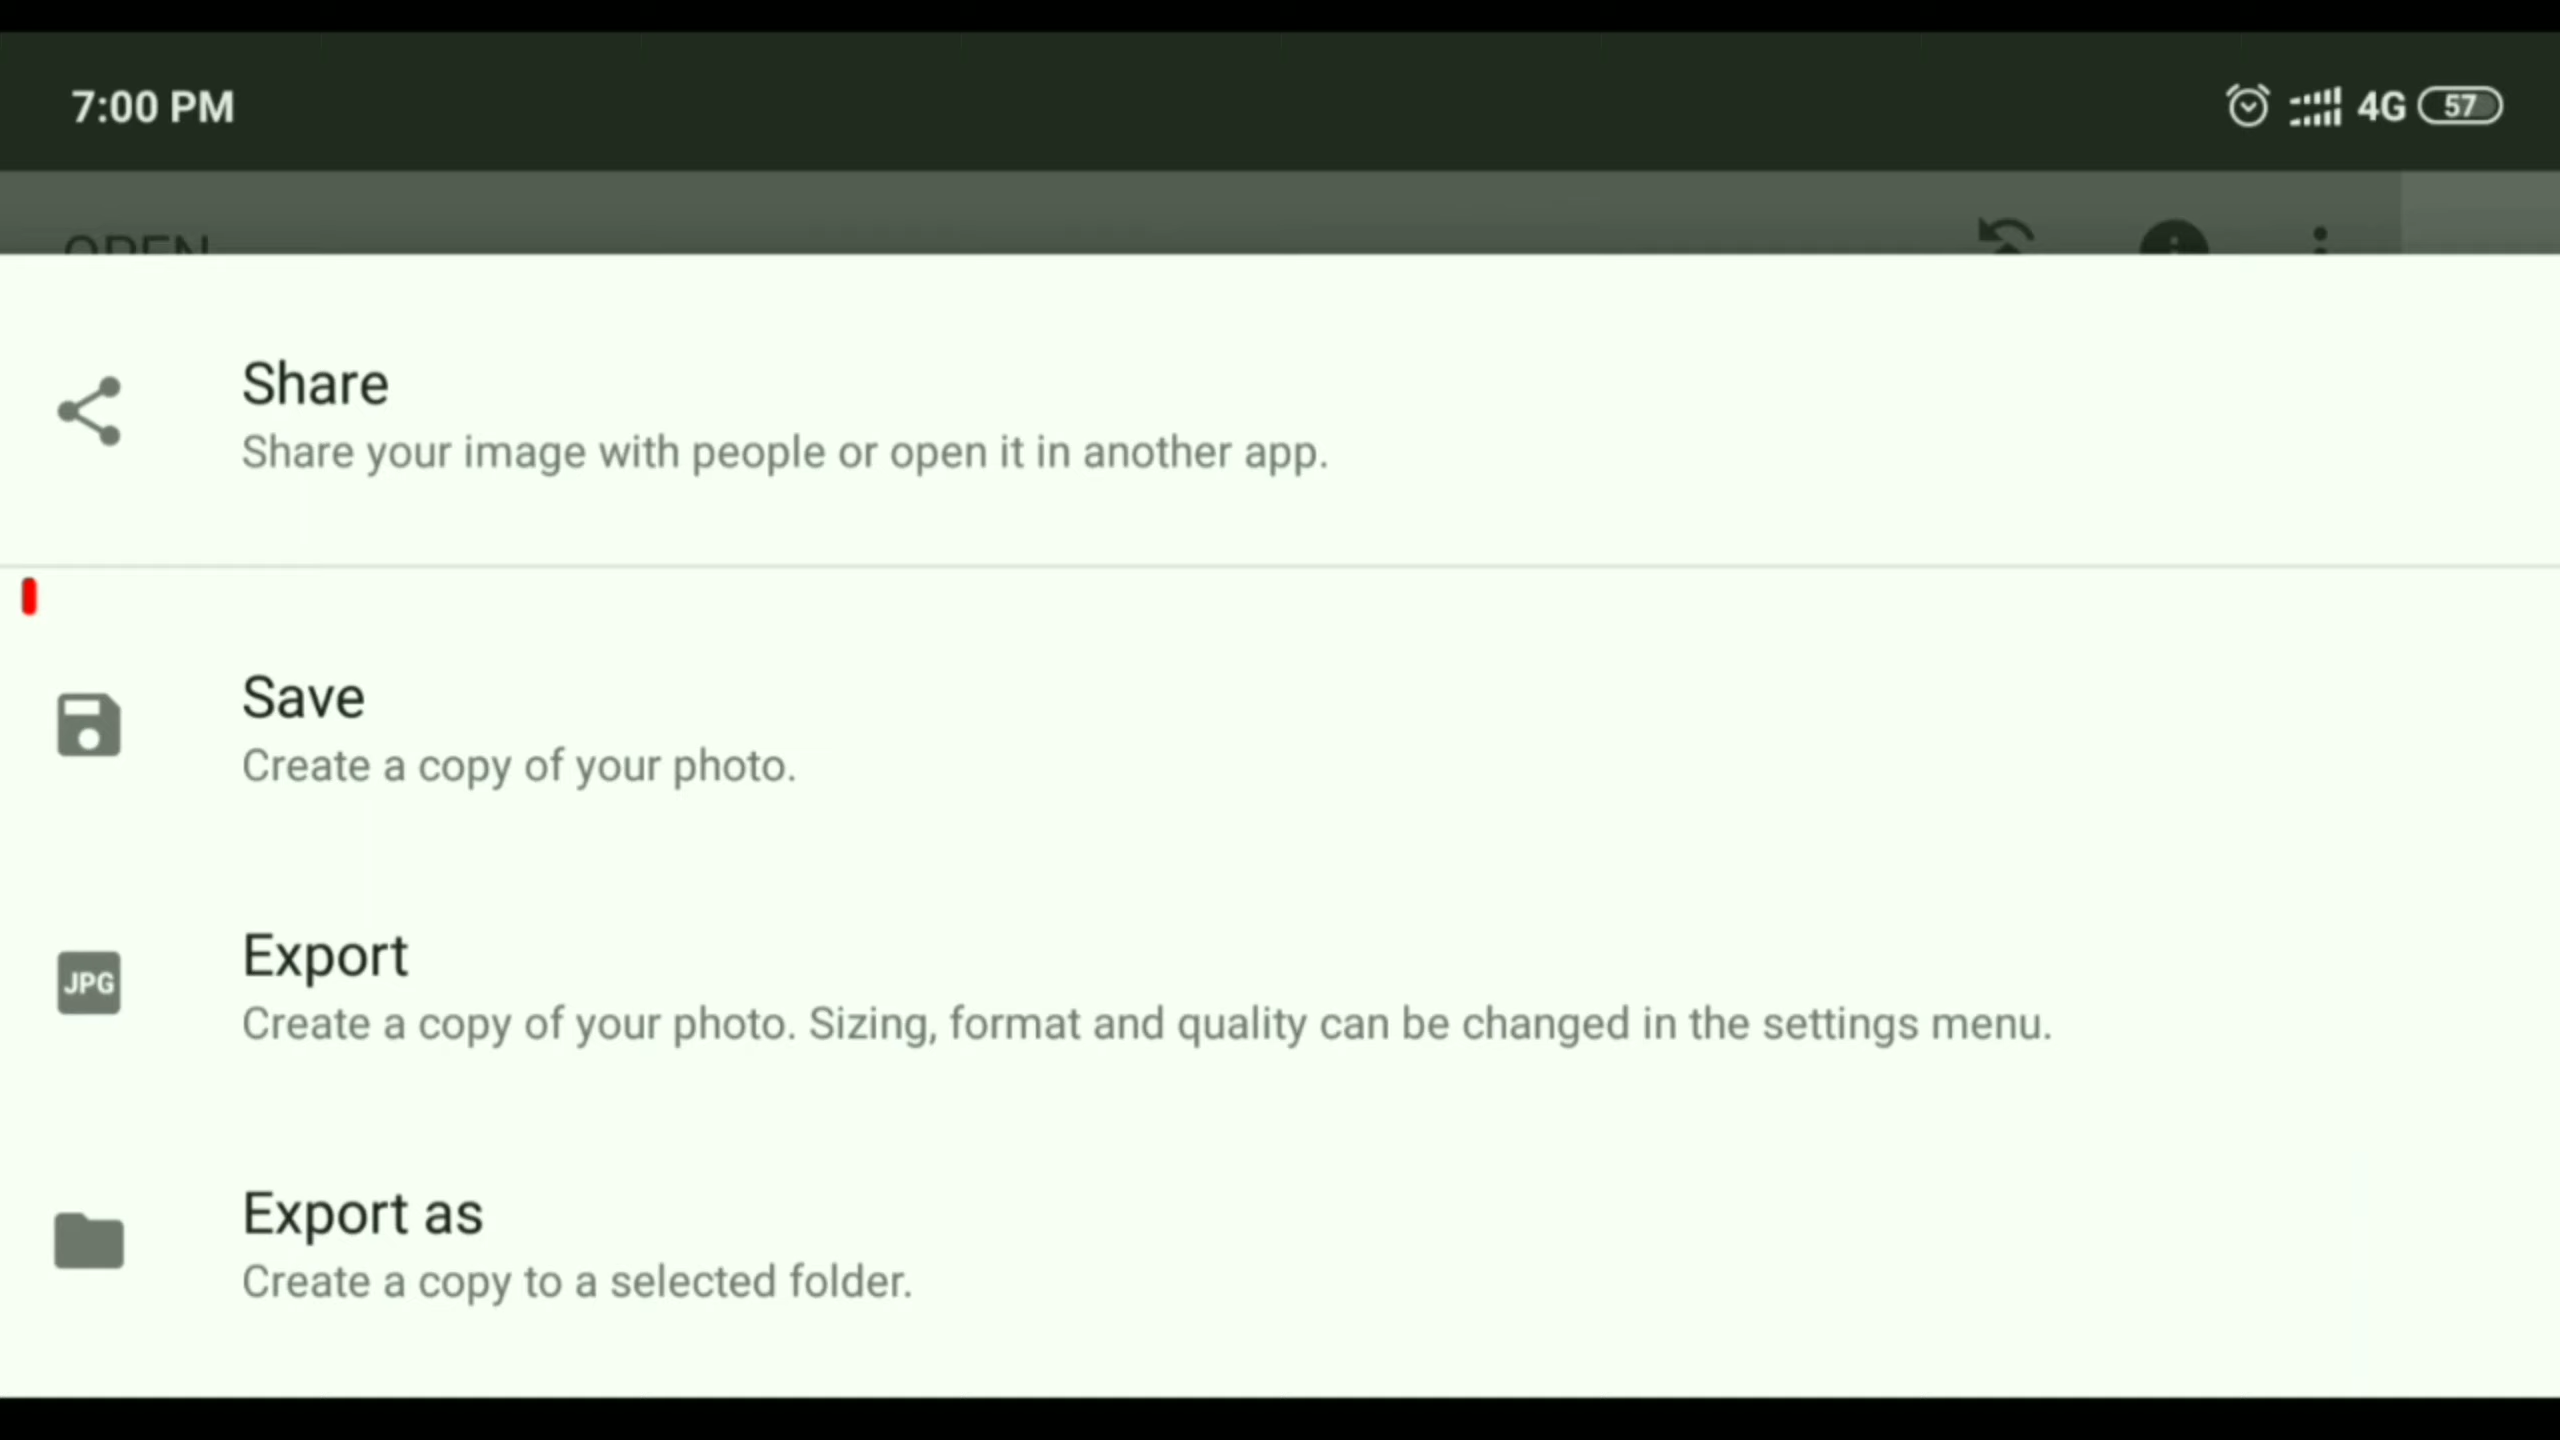 7:00 PM
4G 57
OPEN
Share
Share your image with people or open it in another app.
Save
Create a copy of your photo.
JPG
Export
Create a copy of your photo. Sizing, format and quality can be changed in the settings menu.
Export as
Create a copy to a selected folder.